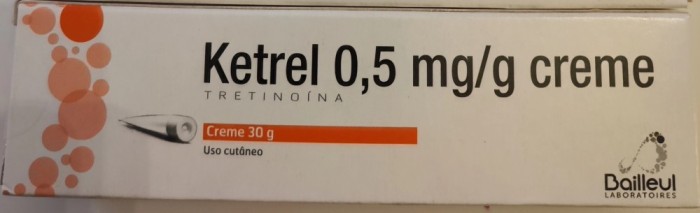 Ketrel 0,5 mg/g creme
TRETINOÍNA
Creme 30 g
Uso cutâneo
Bailleul
LABORATOIRES